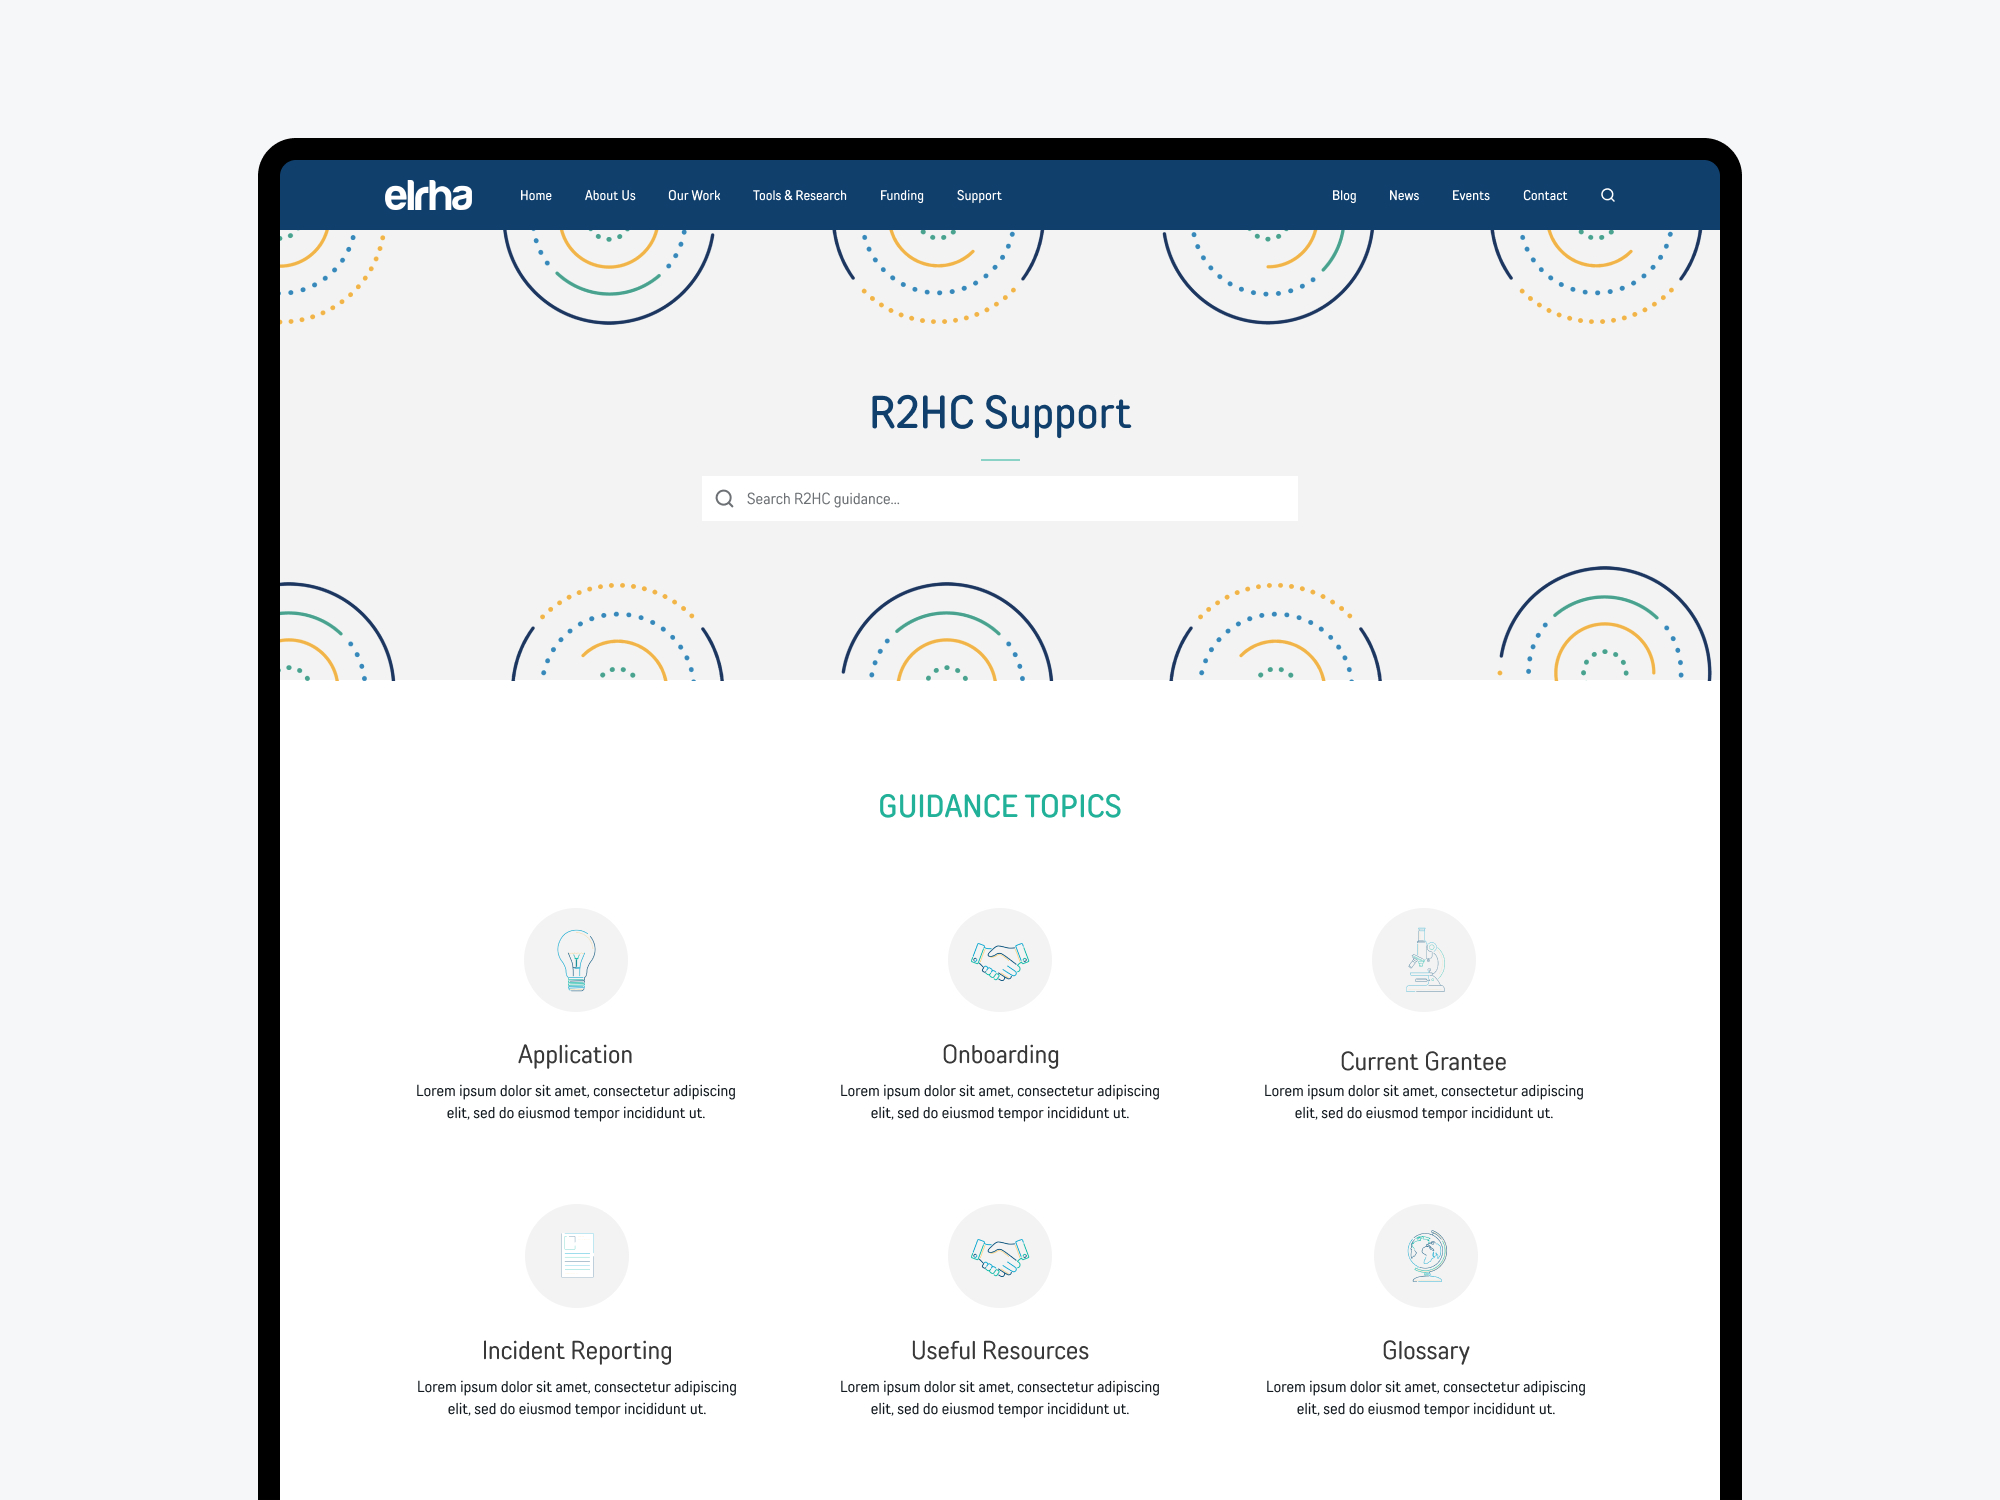 elrha Home About Us Our Work Tools & Research Funding Support Blog News Events Contact
R2HC Support
Search R2HC guidance...
GUIDANCE TOPICS
Application
Lorem ipsum dolor sit amet, consectetur adipiscing
elit, sed do eiusmod tempor incididunt ut.
Onboarding
Lorem ipsum dolor sit amet, consectetur adipiscing
elit, sed do eiusmod tempor incididunt ut.
Current Grantee
Lorem ipsum dolor sit amet, consectetur adipiscing
elit, sed do eiusmod tempor incididunt ut.
Incident Reporting
Lorem ipsum dolor sit amet, consectetur adipiscing
elit, sed do eiusmod tempor incididunt ut.
Useful Resources
Lorem ipsum dolor sit amet, consectetur adipiscing
elit, sed do eiusmod tempor incididunt ut.
Glossary
Lorem ipsum dolor sit amet, consectetur adipiscing
elit, sed do eiusmod tempor incididunt ut.